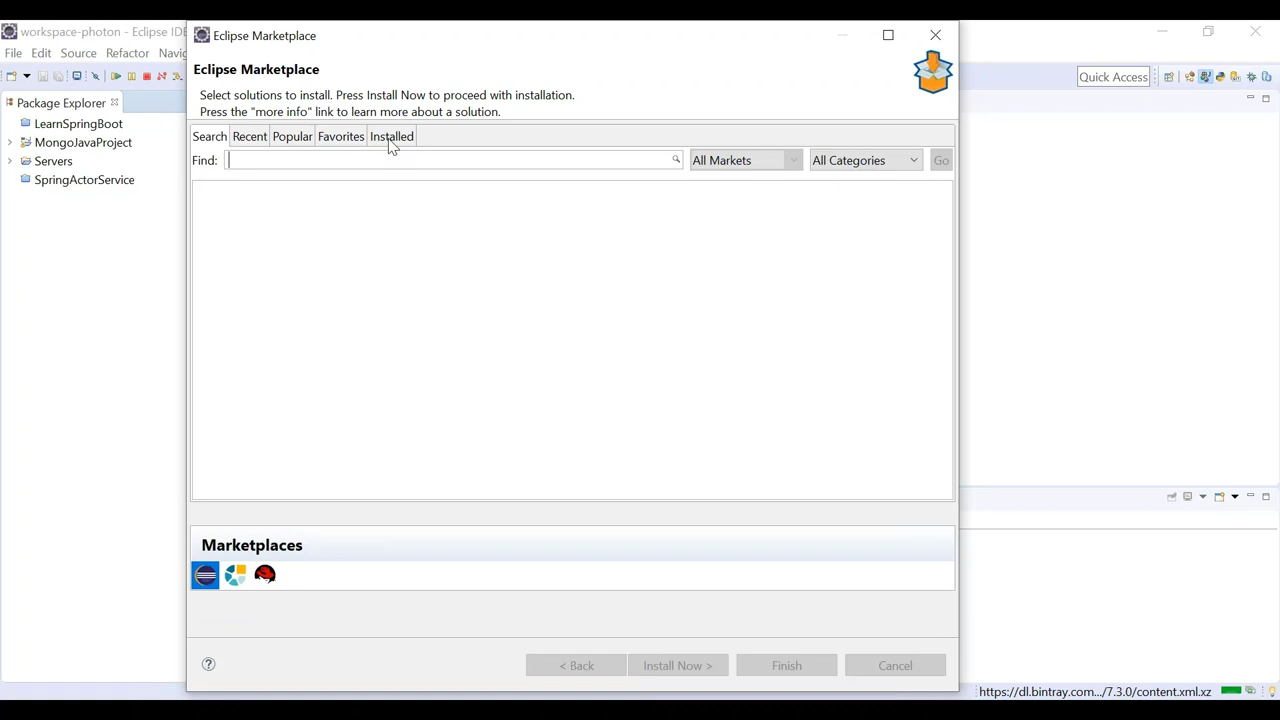 workspace-photon - Eclipse IDE
Eclipse Marketplace
File Edit Source Refactor Navig
Eclipse Marketplace
Select solutions to install. Press Install Now to proceed with installation.
Press the "more info" link to learn more about a solution.
Quick Access
Package Explorer
LearnSpringBoot
MongoJavaProject
Servers
SpringActorService
Search Recent Popular Favorites Installed
Find: All Markets All Categories Go
Marketplaces
< Back Install Now > Finish Cancel
https://dl.bintray.com.../7.3.0/content.xml.xz